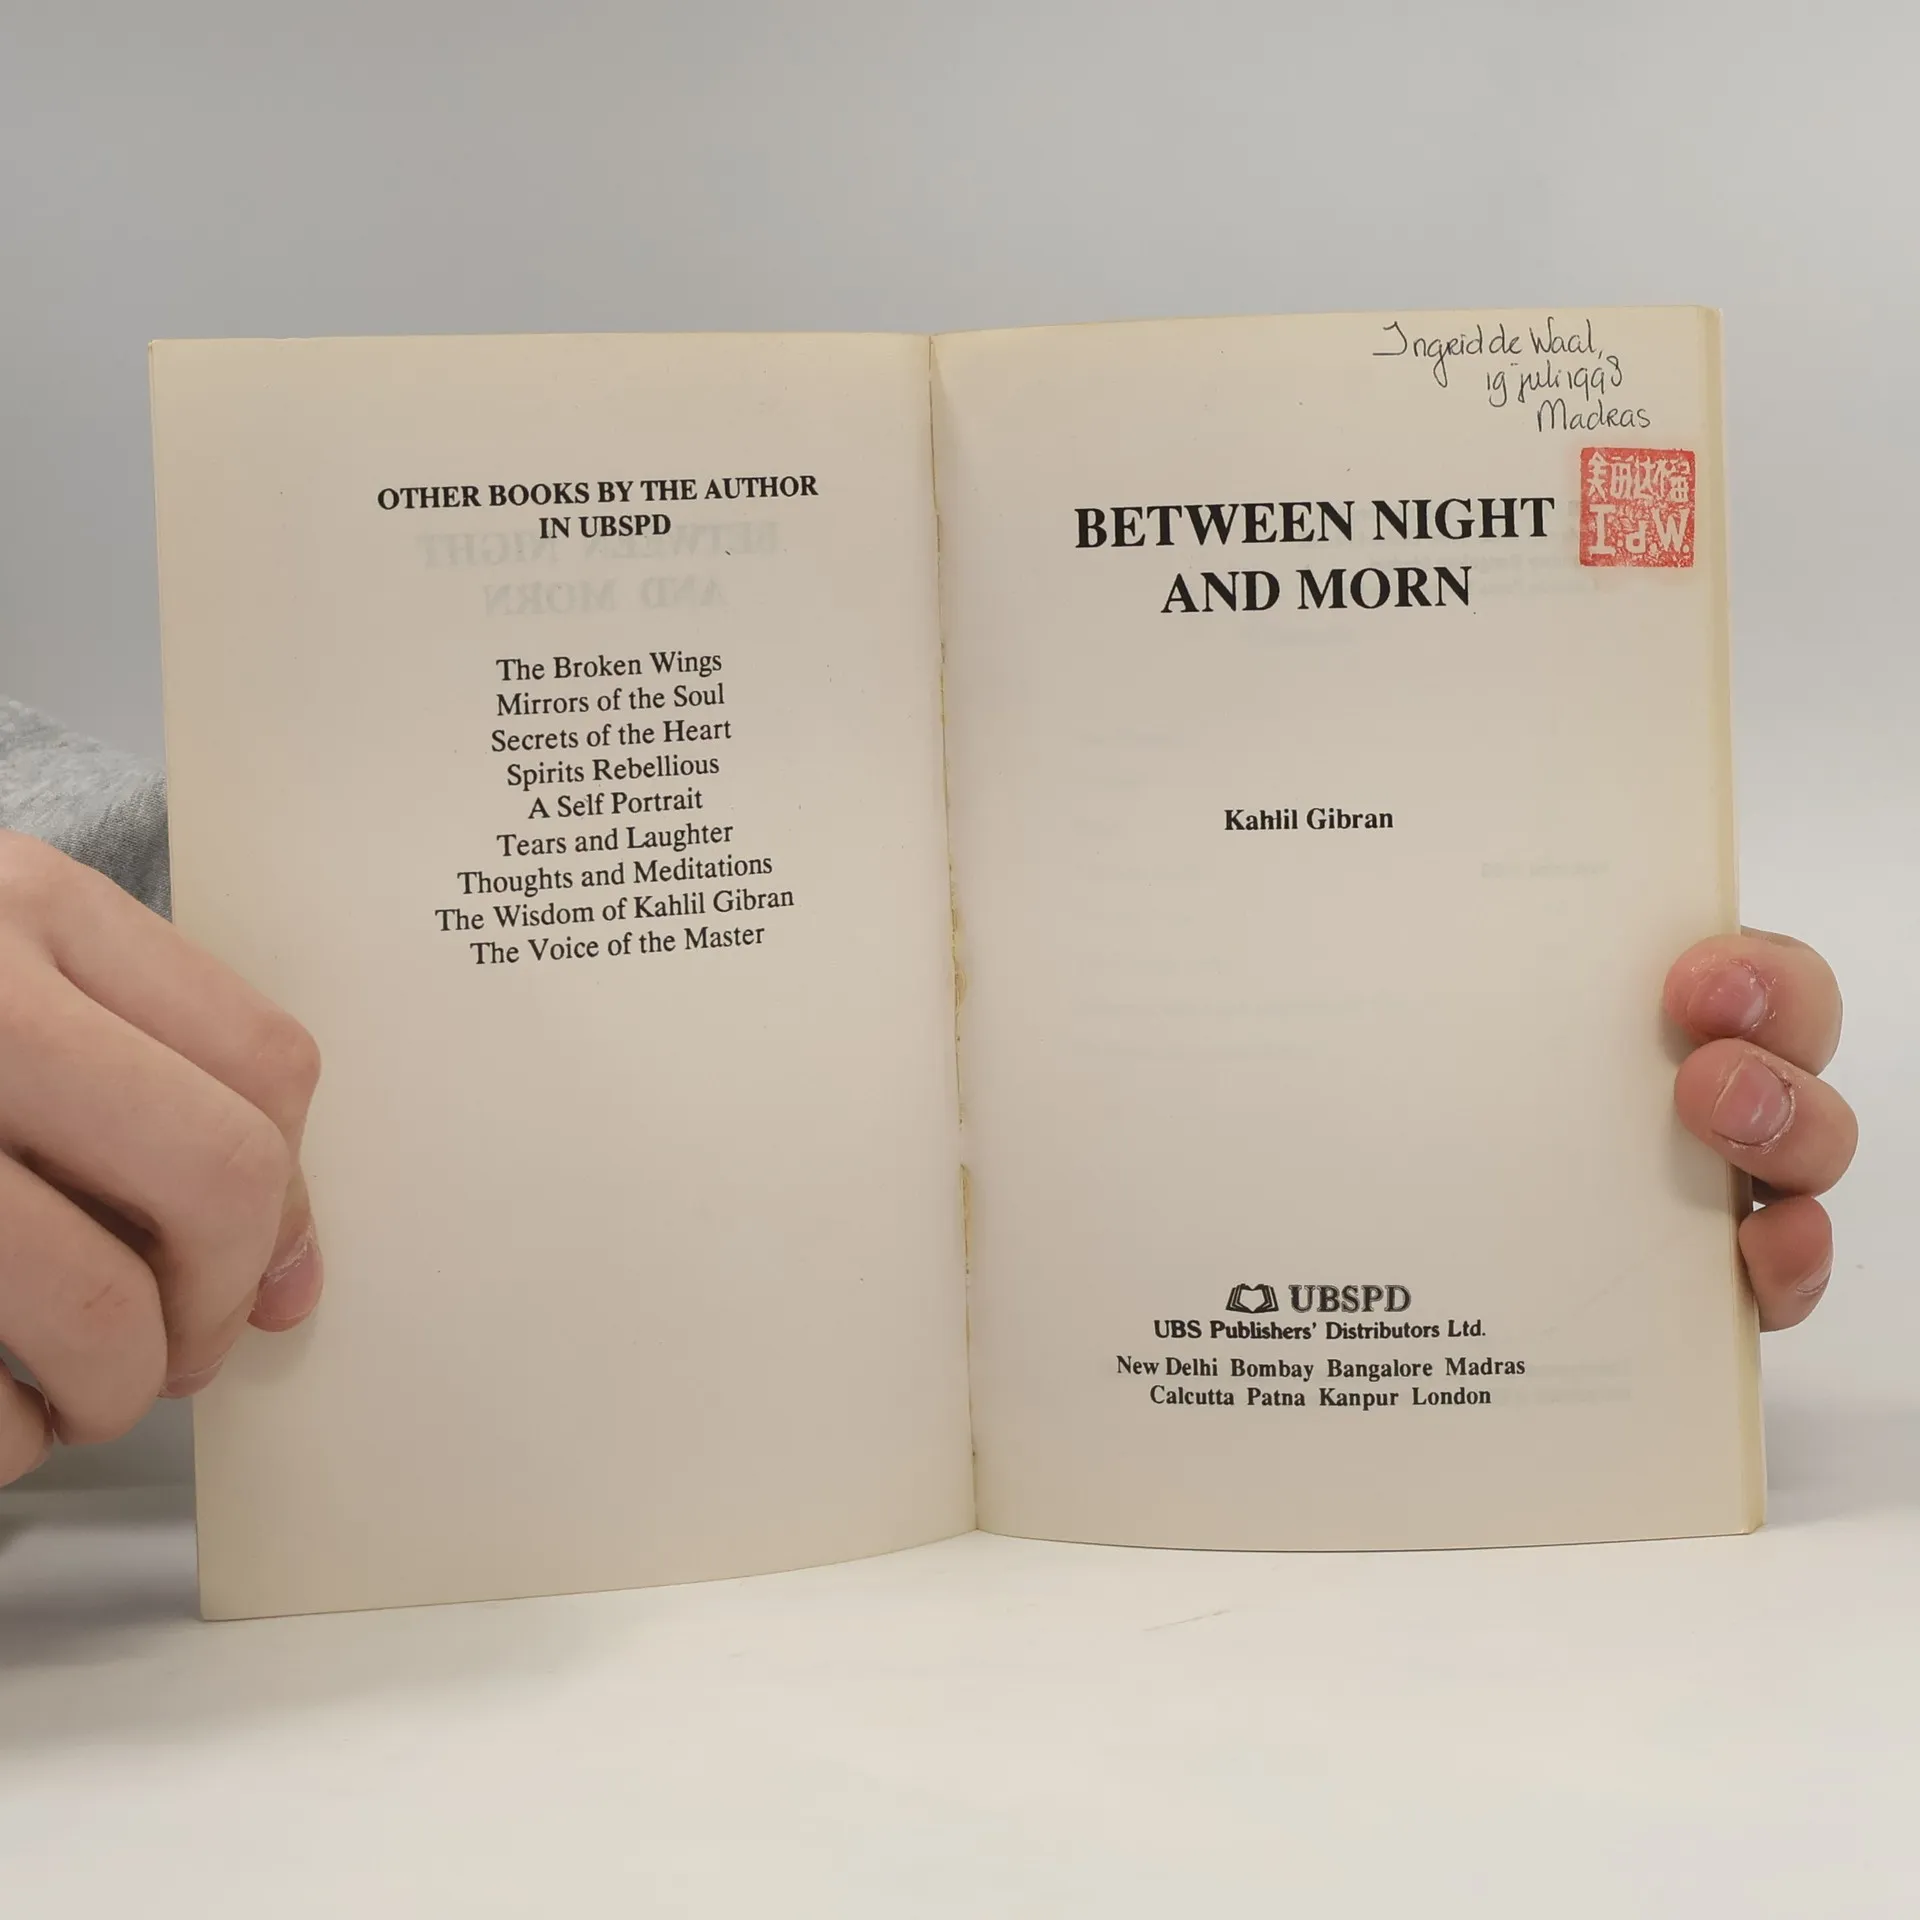 OTHER BOOKS BY THE AUTHOR
IN UBSPD
The Broken Wings
Mirrors of the Soul
Secrets of the Heart
Spirits Rebellious
A Self Portrait
Tears and Laughter
Thoughts and Meditations
The Wisdom of Kahlil Gibran
The Voice of the Master
Ingrid de Waal,
19 juli 1998
Madras
I.d.W.
BETWEEN NIGHT
AND MORN
Kahlil Gibran
UBSPD
UBS Publishers' Distributors Ltd.
New Delhi Bombay Bangalore Madras
Calcutta Patna Kanpur London